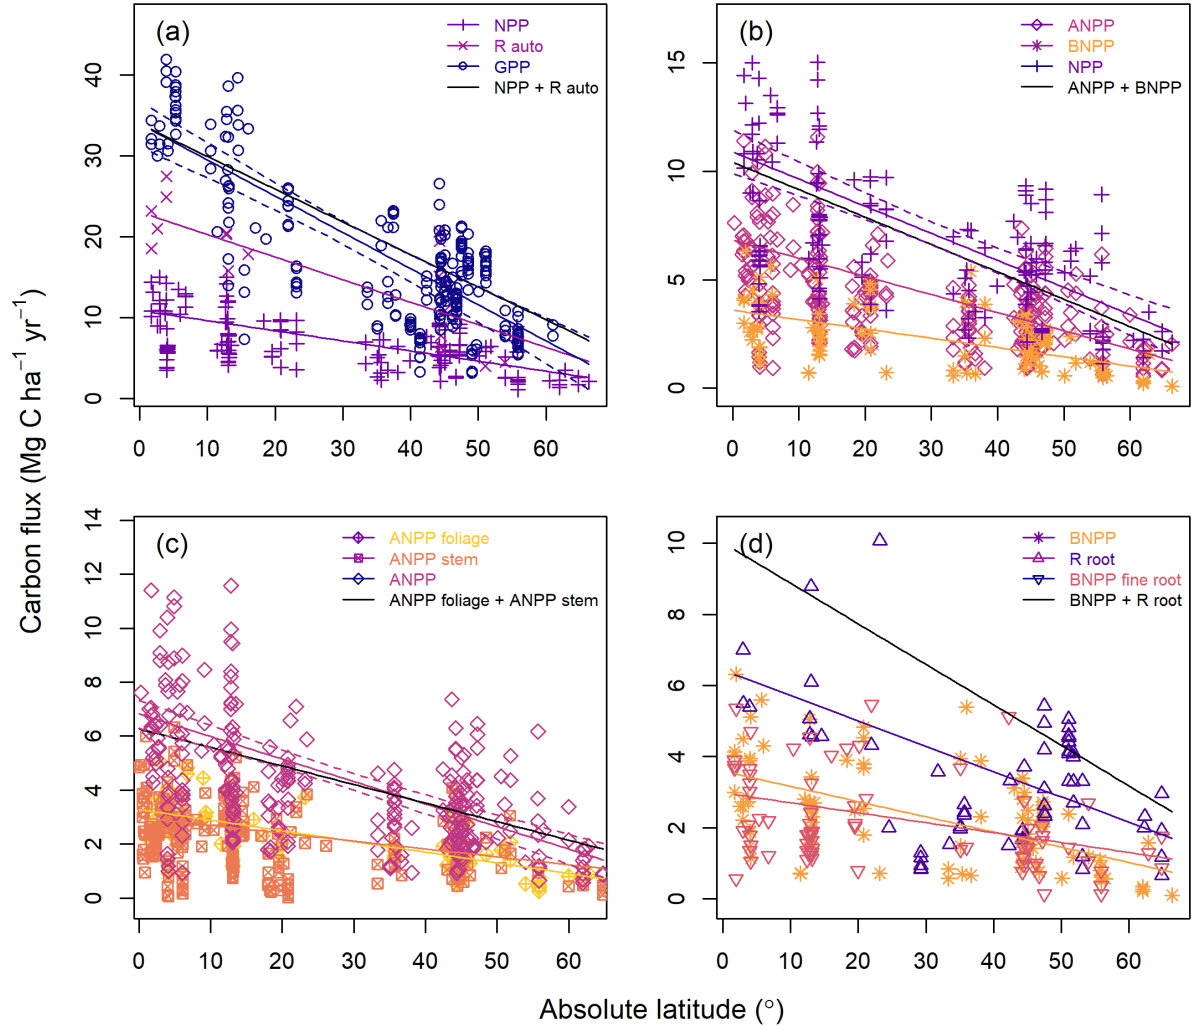 (a)
NPP
R auto
GPP
NPP + R auto
0
10
20
30
40
0 10 20 30 40 50 60
(b)
ANPP
BNPP
NPP
ANPP + BNPP
0
5
10
15
0 10 20 30 40 50 60
(c)
ANPP foliage
ANPP stem
ANPP
ANPP foliage + ANPP stem
0
2
4
6
8
10
12
14
0 10 20 30 40 50 60
(d)
BNPP
R root
BNPP fine root
BNPP + R root
0
2
4
6
8
10
0 10 20 30 40 50 60
Carbon flux (Mg C ha⁻¹ yr⁻¹)
Absolute latitude (°)